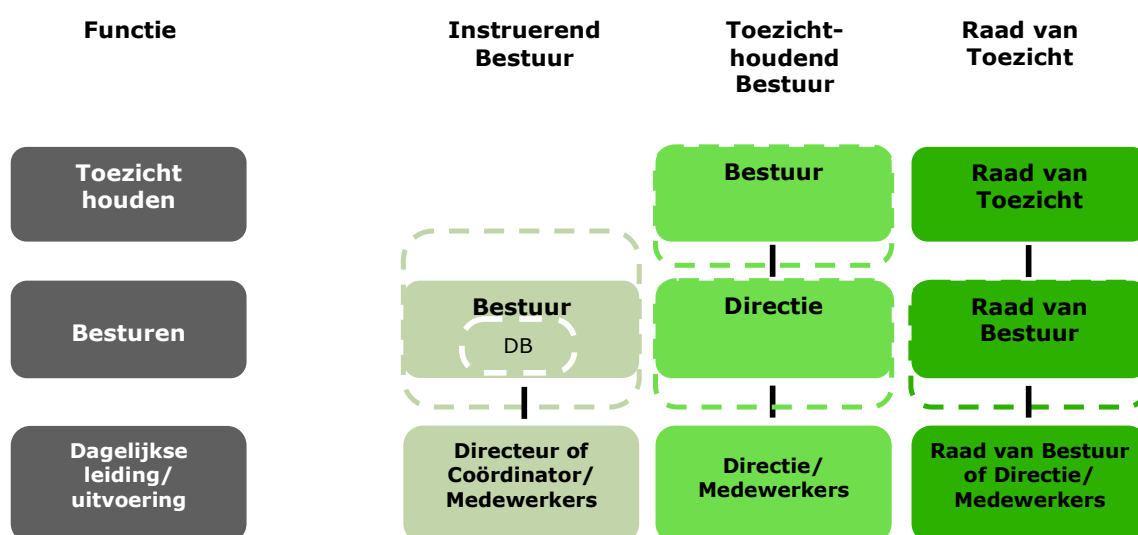 Functie
Instruerend
Bestuur
Toezicht-
houdend
Bestuur
Raad van
Toezicht
Toezicht
houden
Bestuur
Raad van
Toezicht
Besturen
Bestuur
DB
Directie
Raad van
Bestuur
Dagelijkse
leiding/
uitvoering
Directeur of
Coördinator/
Medewerkers
Directie/
Medewerkers
Raad van Bestuur
of Directie/
Medewerkers